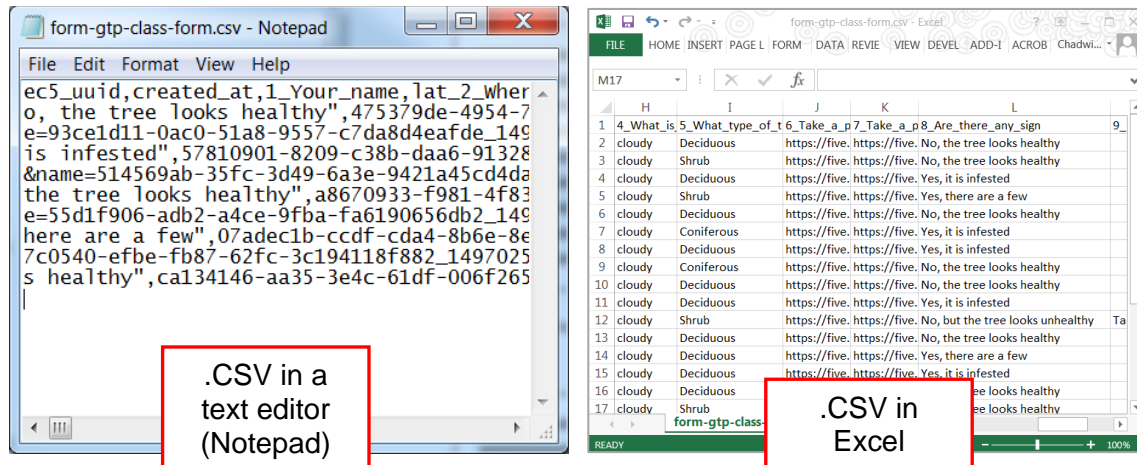 form-gtp-class-form.csv - Notepad
File Edit Format View Help
ec5_uuid,created_at,1_Your_name,lat_2_Wher
o, the tree looks healthy",475379de-4954-7
e=93ce1d11-0ac0-51a8-9557-c7da8d4eafde_149
is infested",57810901-8209-c38b-daa6-91328
&name=514569ab-35fc-3d49-6a3e-9421a45cd4da
the tree looks healthy",a8670933-f981-4f83
e=55d1f906-adb2-a4ce-9fba-fa6190656db2_149
here are a few",07adec1b-ccdf-cda4-8b6e-8e
7c0540-efbe-fb87-62fc-3c194118f882_1497025
s healthy",ca134146-aa35-3e4c-61df-006f265
.CSV in a
text editor
(Notepad)
form-gtp-class-form.csv - Excel
FILE HOME INSERT PAGE L FORM DATA REVIE VIEW DEVEL ADD-I ACROB Chadwi...
M17 fx
H I J K L
1 4_What_is 5_What_type_of_t 6_Take_a_p 7_Take_a_p 8_Are_there_any_sign 9_
2 cloudy Deciduous https://five. https://five. No, the tree looks healthy
3 cloudy Shrub https://five. https://five. No, the tree looks healthy
4 cloudy Deciduous https://five. https://five. Yes, it is infested
5 cloudy Shrub https://five. https://five. Yes, there are a few
6 cloudy Deciduous https://five. https://five. No, the tree looks healthy
7 cloudy Coniferous https://five. https://five. Yes, it is infested
8 cloudy Deciduous https://five. https://five. Yes, it is infested
9 cloudy Coniferous https://five. https://five. No, the tree looks healthy
10 cloudy Deciduous https://five. https://five. No, the tree looks healthy
11 cloudy Deciduous https://five. https://five. Yes, it is infested
12 cloudy Shrub https://five. https://five. No, but the tree looks unhealthy Ta
13 cloudy Deciduous https://five. https://five. No, the tree looks healthy
14 cloudy Deciduous https://five. https://five. Yes, there are a few
15 cloudy Deciduous https://five. https://five. Yes, it is infested
16 cloudy Deciduous https://five. ee looks healthy
17 cloudy Shrub https://five. ee looks healthy
form-gtp-class-
READY 100%
.CSV in
Excel